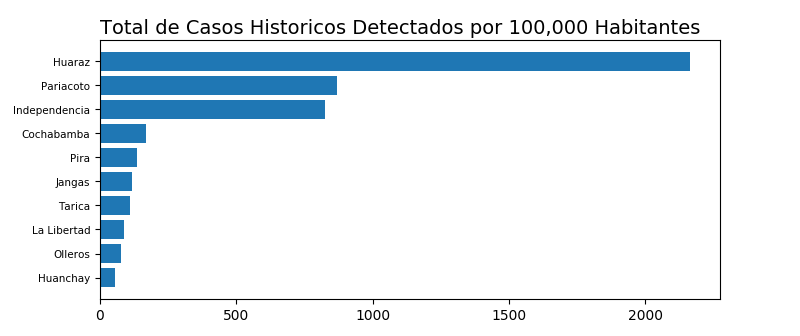 Total de Casos Historicos Detectados por 100,000 Habitantes
Huaraz
Pariacoto
Independencia
Cochabamba
Pira
Jangas
Tarica
La Libertad
Olleros
Huanchay
0 500 1000 1500 2000